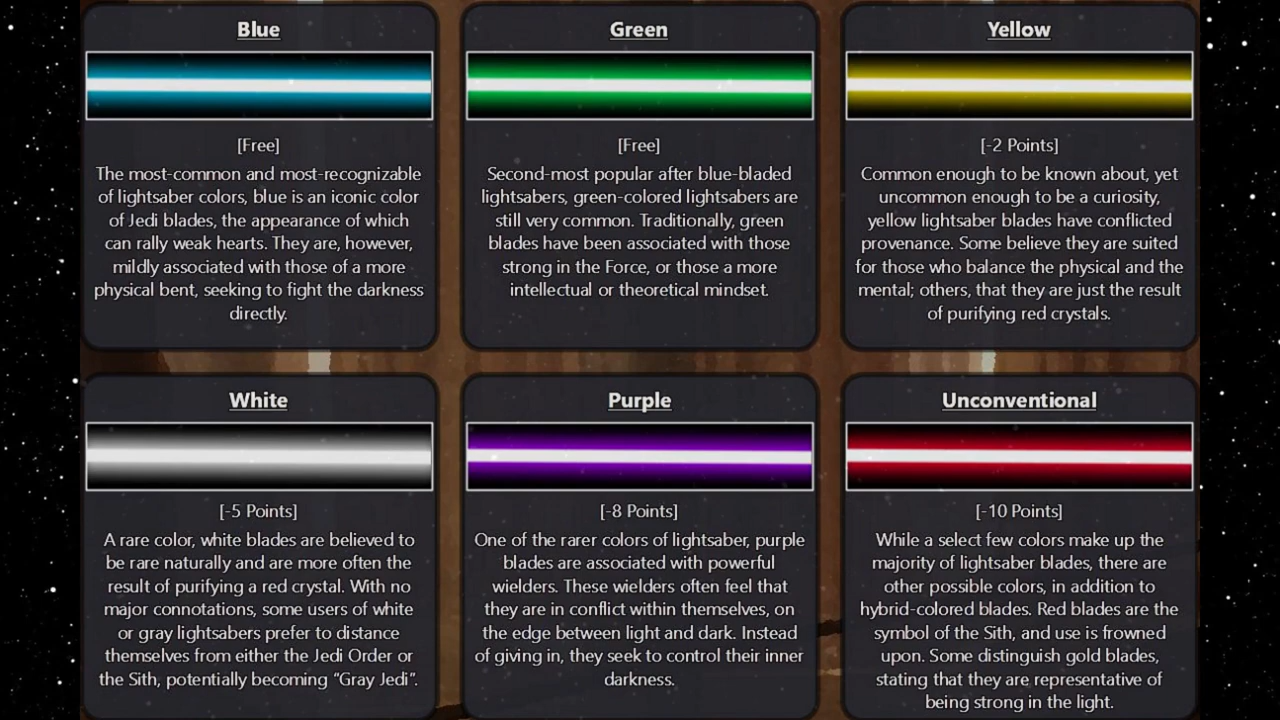 Blue
[Free]
The most-common and most-recognizable
of lightsaber colors, blue is an iconic color
of Jedi blades, the appearance of which
can rally weak hearts. They are, however,
mildly associated with those of a more
physical bent, seeking to fight the darkness
directly.
Green
[Free]
Second-most popular after blue-bladed
lightsabers, green-colored lightsabers are
still very common. Traditionally, green
blades have been associated with those
strong in the Force, or those a more
intellectual or theoretical mindset.
Yellow
[-2 Points]
Common enough to be known about, yet
uncommon enough to be a curiosity,
yellow lightsaber blades have conflicted
provenance. Some believe they are suited
for those who balance the physical and the
mental; others, that they are just the result
of purifying red crystals.
White
[-5 Points]
A rare color, white blades are believed to
be rare naturally and are more often the
result of purifying a red crystal. With no
major connotations, some users of white
or gray lightsabers prefer to distance
themselves from either the Jedi Order or
the Sith, potentially becoming “Gray Jedi”.
Purple
[-8 Points]
One of the rarer colors of lightsaber, purple
blades are associated with powerful
wielders. These wielders often feel that
they are in conflict within themselves, on
the edge between light and dark. Instead
of giving in, they seek to control their inner
darkness.
Unconventional
[-10 Points]
While a select few colors make up the
majority of lightsaber blades, there are
other possible colors, in addition to
hybrid-colored blades. Red blades are the
symbol of the Sith, and use is frowned
upon. Some distinguish gold blades,
stating that they are representative of
being strong in the light.